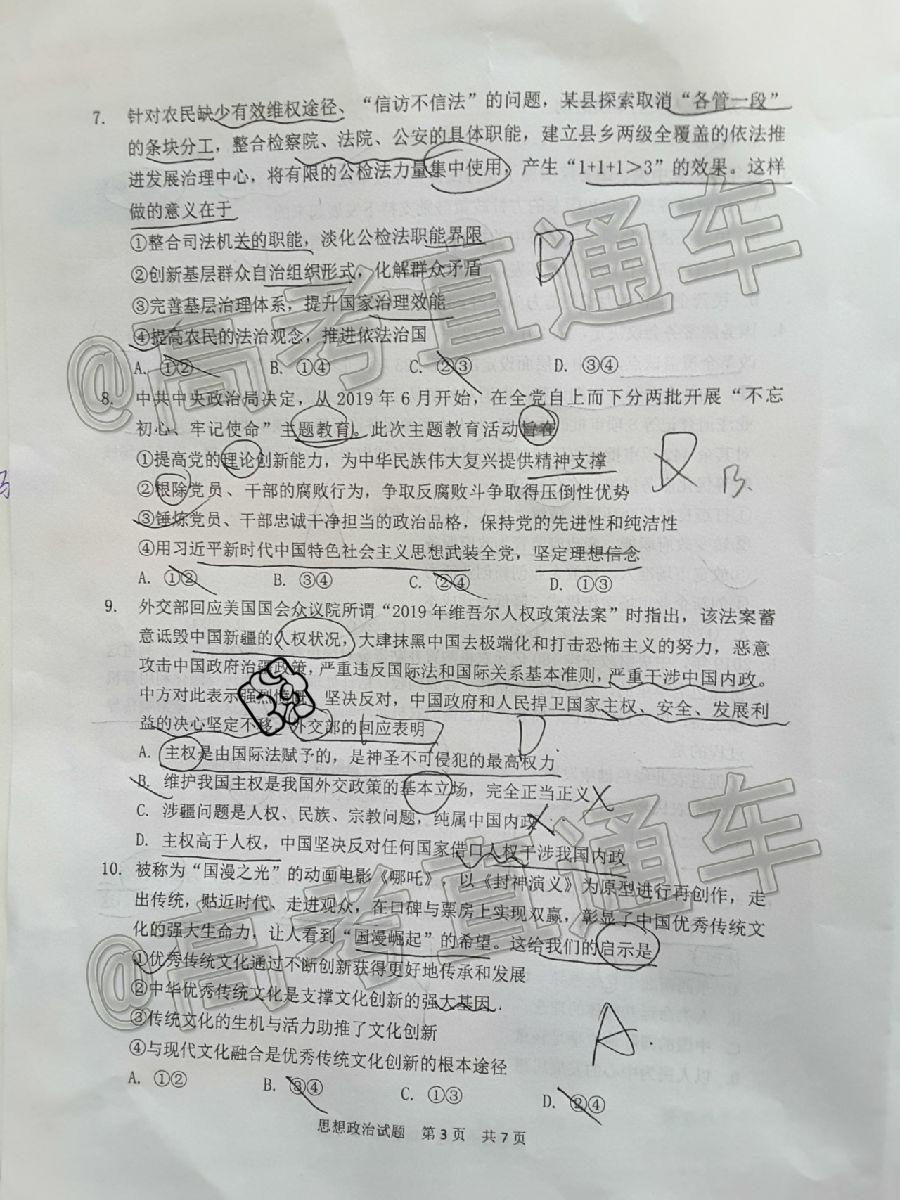 7. 针对农民缺少有效维权途径、“信访不信法”的问题，某县探索取消“各管一段”
的条块分工，整合检察院、法院、公安的具体职能，建立县乡两级全覆盖的依法推
进发展治理中心，将有限的公检法力量集中使用，产生“1+1+1>3”的效果。这样
做的意义在于
①整合司法机关的职能，淡化公检法职能界限
D
②创新基层群众自治组织形式，化解群众矛盾
③完善基层治理体系，提升国家治理效能
④提高农民的法治观念，推进依法治国
A. ①② B. ①④ C. ②③ D. ③④
8. 中共中央政治局决定，从 2019 年 6 月开始，在全党自上而下分两批开展“不忘
初心、牢记使命”主题教育。此次主题教育活动旨在
①提高党的理论创新能力，为中华民族伟大复兴提供精神支撑
B.
②根除党员、干部的腐败行为，争取反腐败斗争取得压倒性优势
③锤炼党员、干部忠诚干净担当的政治品格，保持党的先进性和纯洁性
④用习近平新时代中国特色社会主义思想武装全党，坚定理想信念
A. ①② B. ③④ C. ②④ D. ①③
9. 外交部回应美国国会众议院所谓“2019 年维吾尔人权政策法案”时指出，该法案蓄
意诋毁中国新疆的人权状况，大肆抹黑中国去极端化和打击恐怖主义的努力，恶意
攻击中国政府治疆政策，严重违反国际法和国际关系基本准则，严重干涉中国内政。
中方对此表示强烈愤慨、坚决反对，中国政府和人民捍卫国家主权、安全、发展利
益的决心坚定不移。外交部的回应表明
D
A. 主权是由国际法赋予的，是神圣不可侵犯的最高权力
B. 维护我国主权是我国外交政策的基本立场，完全正当正义
C. 涉疆问题是人权、民族、宗教问题，纯属中国内政
D. 主权高于人权，中国坚决反对任何国家借口人权干涉我国内政
10. 被称为“国漫之光”的动画电影《哪吒》，以《封神演义》为原型进行再创作，走
出传统，贴近时代、走进观众，在口碑与票房上实现双赢，彰显了中国优秀传统文
化的强大生命力，让人看到“国漫崛起”的希望。这给我们的启示是
①优秀传统文化通过不断创新获得更好地传承和发展
②中华优秀传统文化是支撑文化创新的强大基因
③传统文化的生机与活力助推了文化创新
A
④与现代文化融合是优秀传统文化创新的根本途径
A. ①② B. ③④ C. ①③ D. ②④
思想政治试题 第 3 页 共 7 页
@高考直通车
@高考直通车